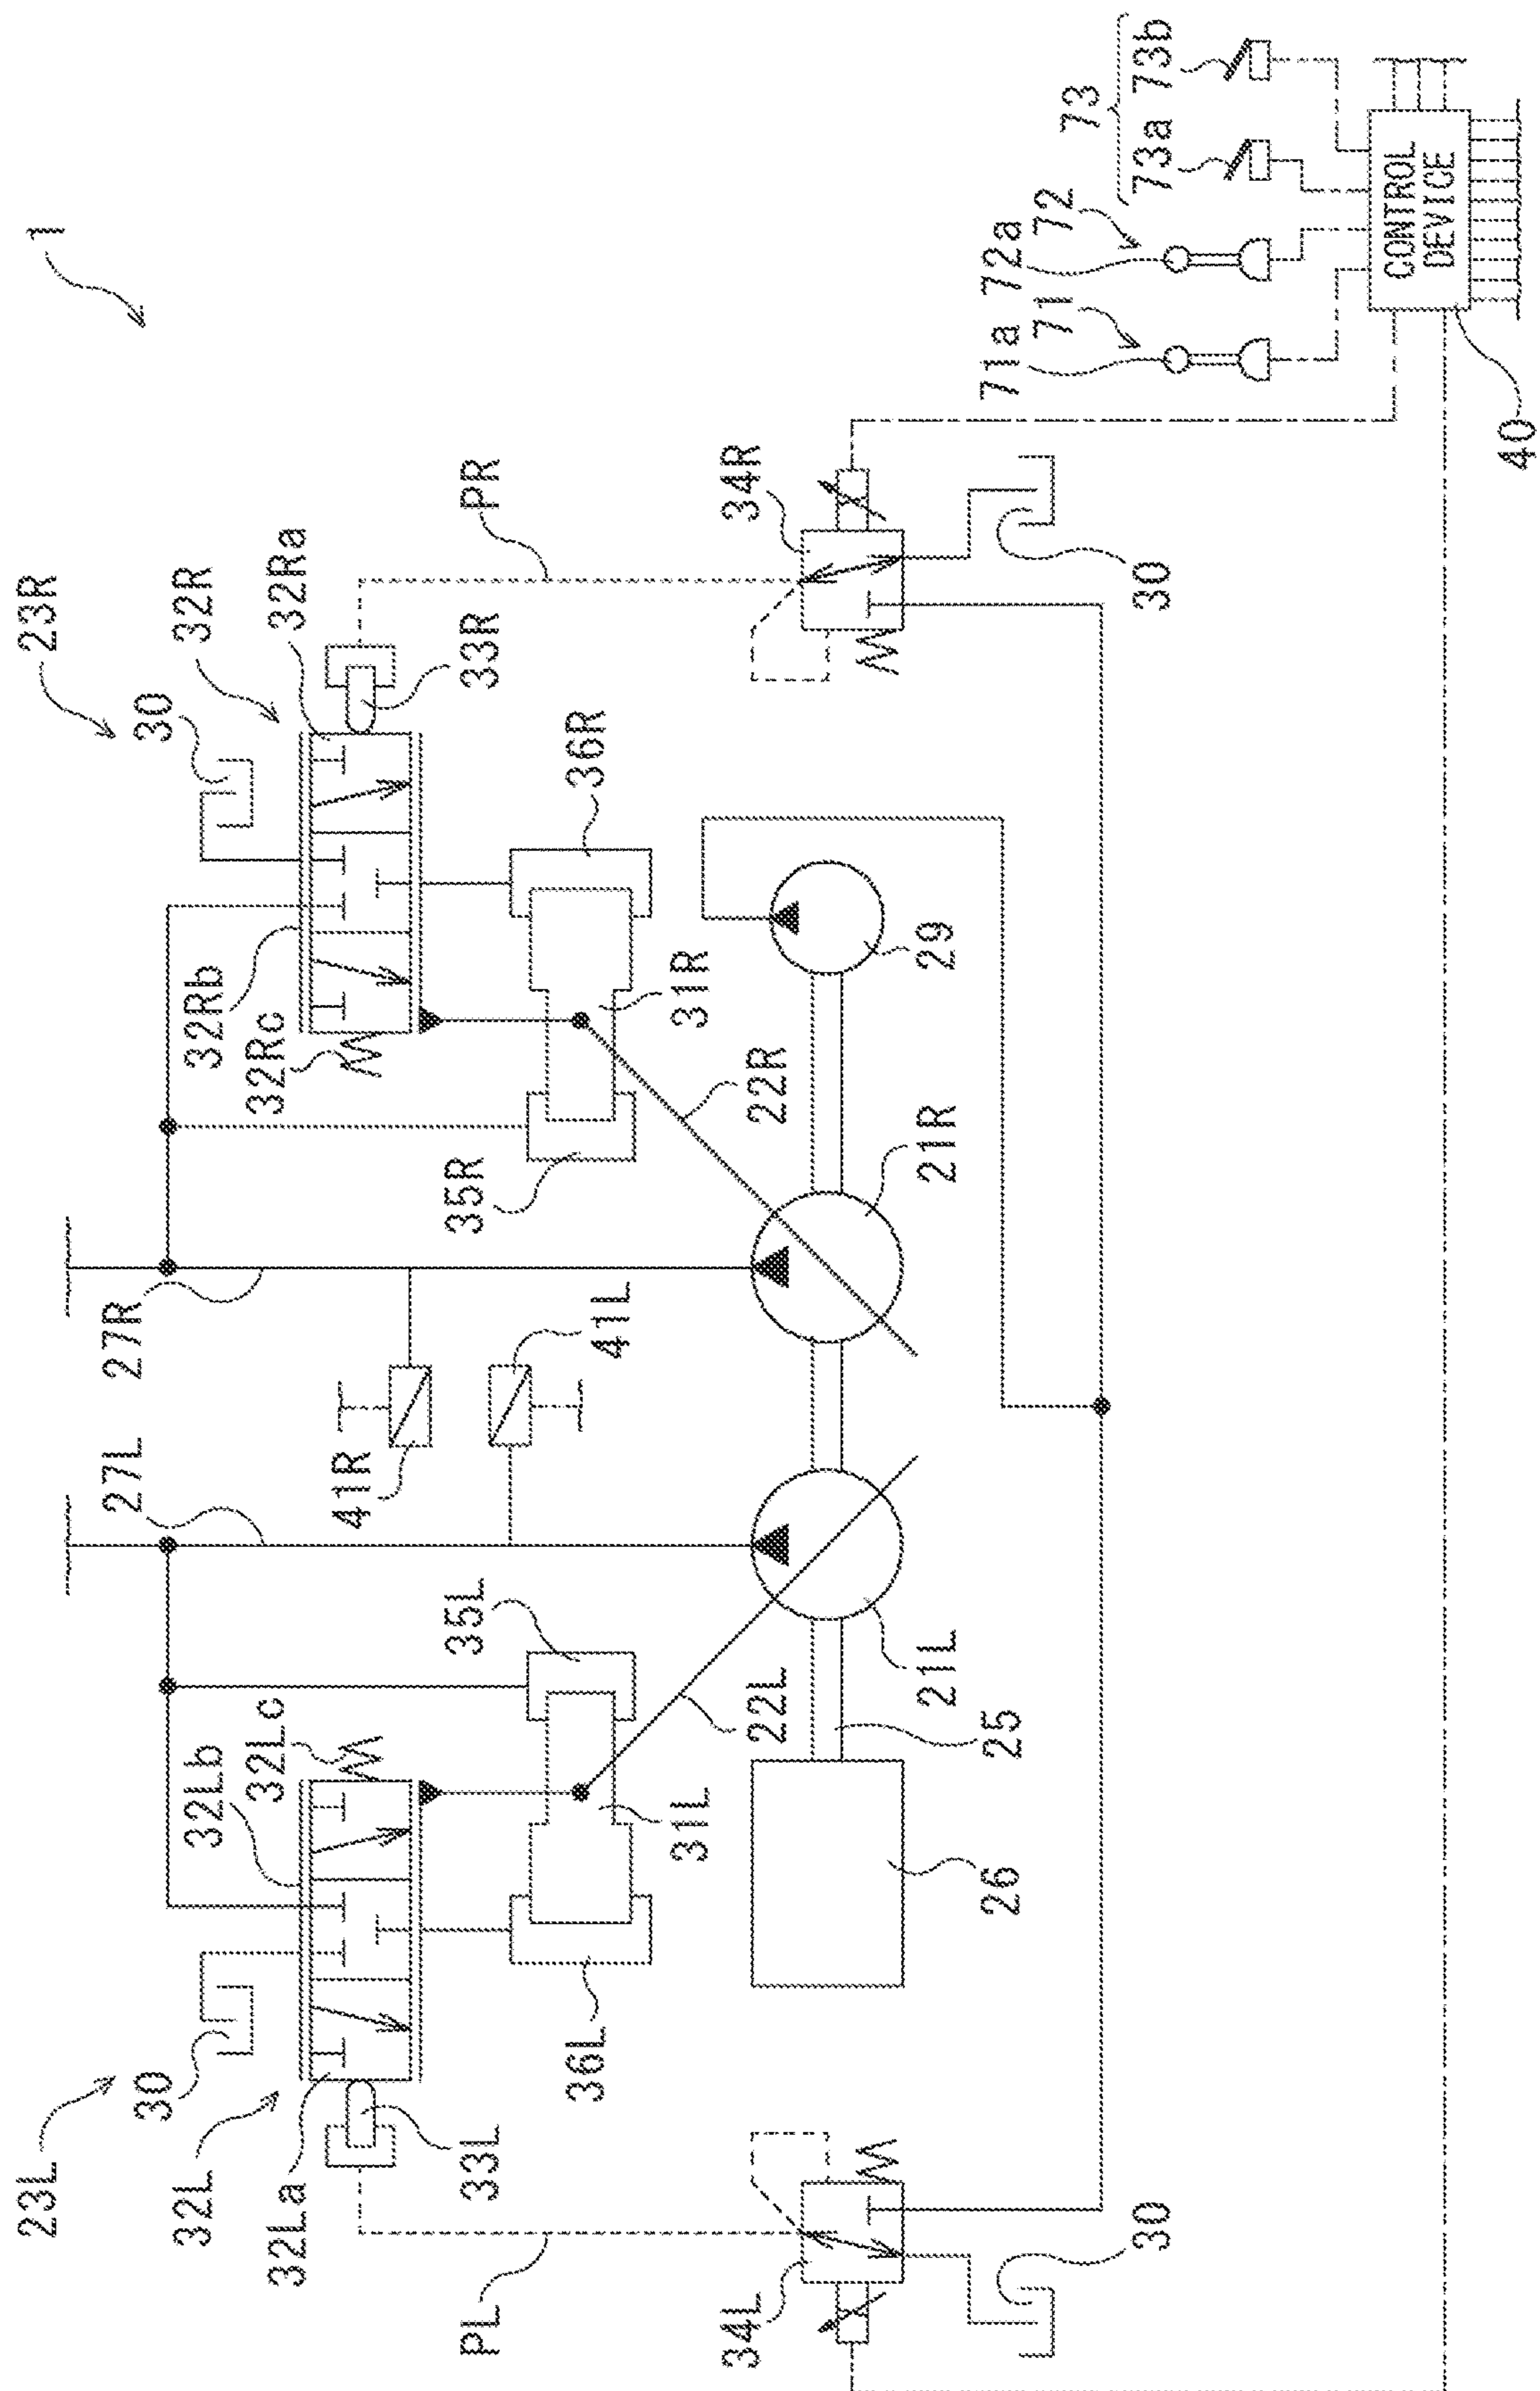 1
23L
23R
30
30
32L
32R
32La
32Ra
32Lb
32Rb
32Lc
32Rc
27L
27R
33L
33R
PL
PR
35L
35R
41R
41L
36L
36R
31L
31R
22L
22R
34L
34R
21L
21R
29
26
25
30
30
71a
71
72a
72
73
73a
73b
CONTROL
DEVICE
40